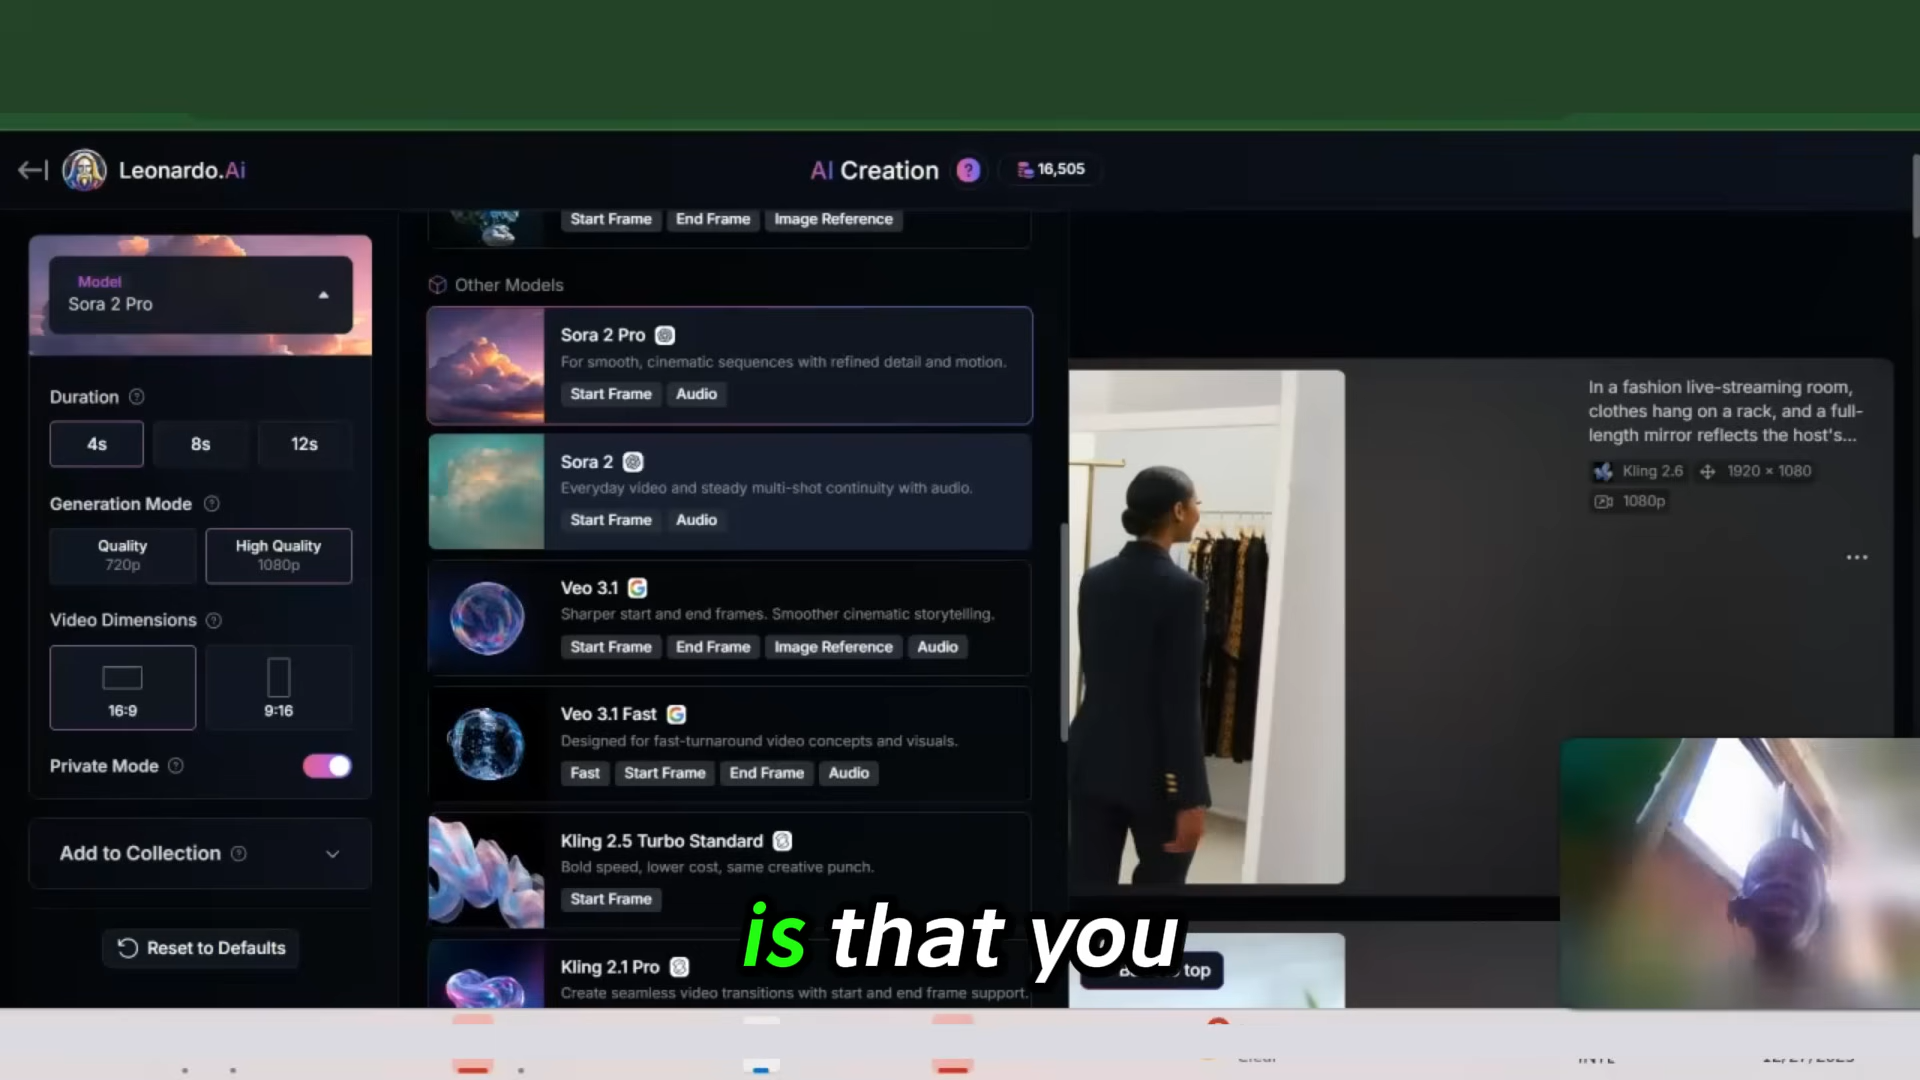 Leonardo.Ai
AI Creation
?
16,505
Model
Sora 2 Pro
Duration ?
4s
8s
12s
Generation Mode ?
Quality
720p
High Quality
1080p
Video Dimensions ?
16:9
9:16
Private Mode ?
Add to Collection ?
Reset to Defaults
Start Frame
End Frame
Image Reference
Other Models
Sora 2 Pro
For smooth, cinematic sequences with refined detail and motion.
Start Frame
Audio
Sora 2
Everyday video and steady multi-shot continuity with audio.
Start Frame
Audio
Veo 3.1
Sharper start and end frames. Smoother cinematic storytelling.
Start Frame
End Frame
Image Reference
Audio
Veo 3.1 Fast
Designed for fast-turnaround video concepts and visuals.
Fast
Start Frame
End Frame
Audio
Kling 2.5 Turbo Standard
Bold speed, lower cost, same creative punch.
Start Frame
Kling 2.1 Pro
Create seamless video transitions with start and end frame support.
In a fashion live-streaming room,
clothes hang on a rack, and a full-
length mirror reflects the host's...
Kling 2.6
1920 × 1080
1080p
top
is that you